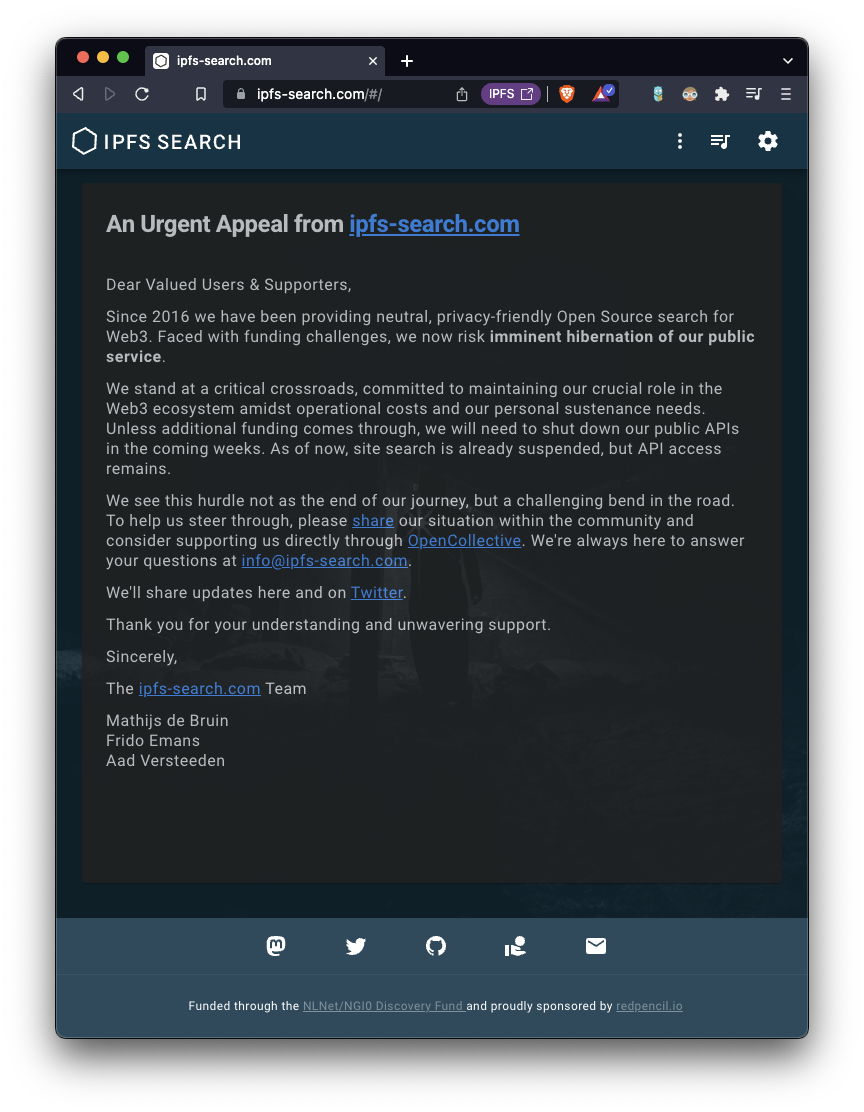 ipfs-search.com
ipfs-search.com/#/
IPFS
IPFS SEARCH
An Urgent Appeal from ipfs-search.com
Dear Valued Users & Supporters,
Since 2016 we have been providing neutral, privacy-friendly Open Source search for
Web3. Faced with funding challenges, we now risk imminent hibernation of our public
service.
We stand at a critical crossroads, committed to maintaining our crucial role in the
Web3 ecosystem amidst operational costs and our personal sustenance needs.
Unless additional funding comes through, we will need to shut down our public APIs
in the coming weeks. As of now, site search is already suspended, but API access
remains.
We see this hurdle not as the end of our journey, but a challenging bend in the road.
To help us steer through, please share our situation within the community and
consider supporting us directly through OpenCollective. We're always here to answer
your questions at info@ipfs-search.com.
We'll share updates here and on Twitter.
Thank you for your understanding and unwavering support.
Sincerely,
The ipfs-search.com Team
Mathijs de Bruin
Frido Emans
Aad Versteeden
Funded through the NLNet/NGI0 Discovery Fund and proudly sponsored by redpencil.io